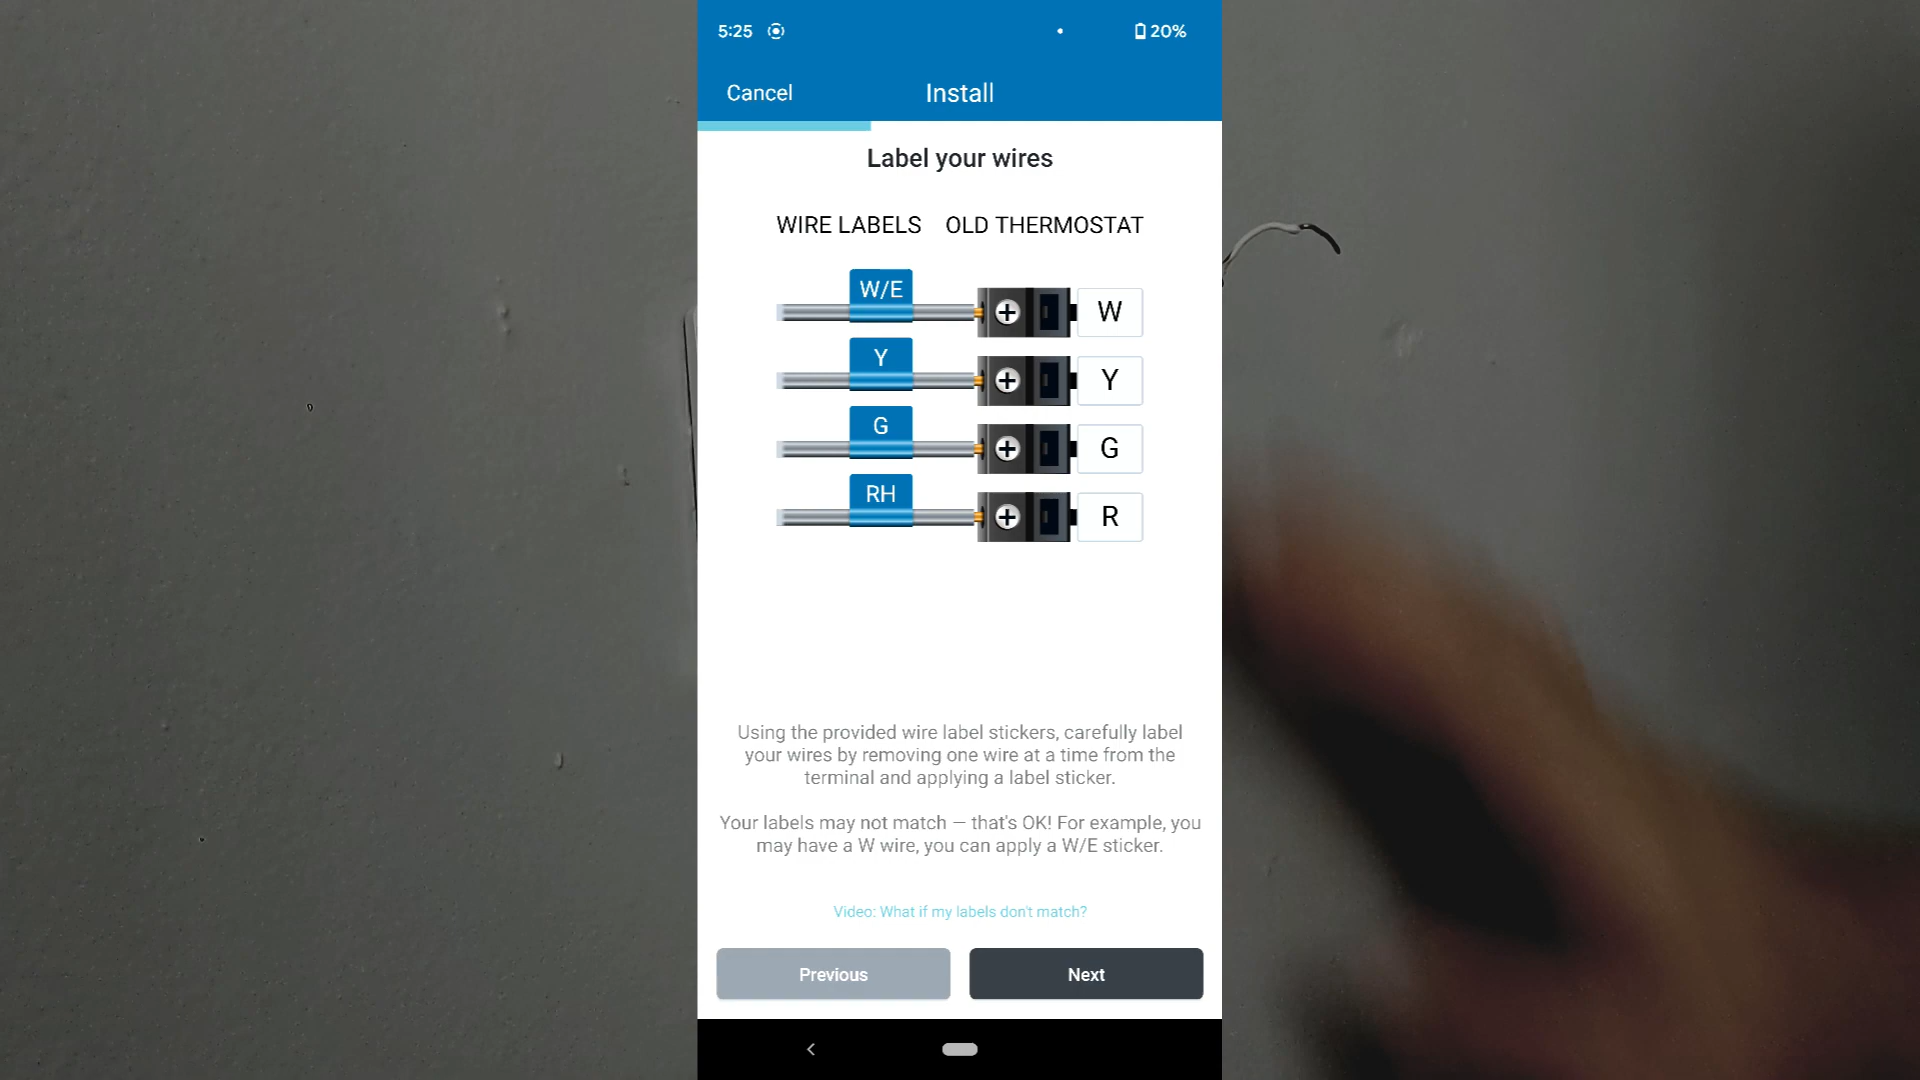 5:25 20%
Cancel Install
Label your wires
WIRE LABELS OLD THERMOSTAT
W/E W
Y Y
G G
RH R
Using the provided wire label stickers, carefully label
your wires by removing one wire at a time from the
terminal and applying a label sticker.
Your labels may not match — that's OK! For example, you
may have a W wire, you can apply a W/E sticker.
Video: What if my labels don't match?
Previous Next